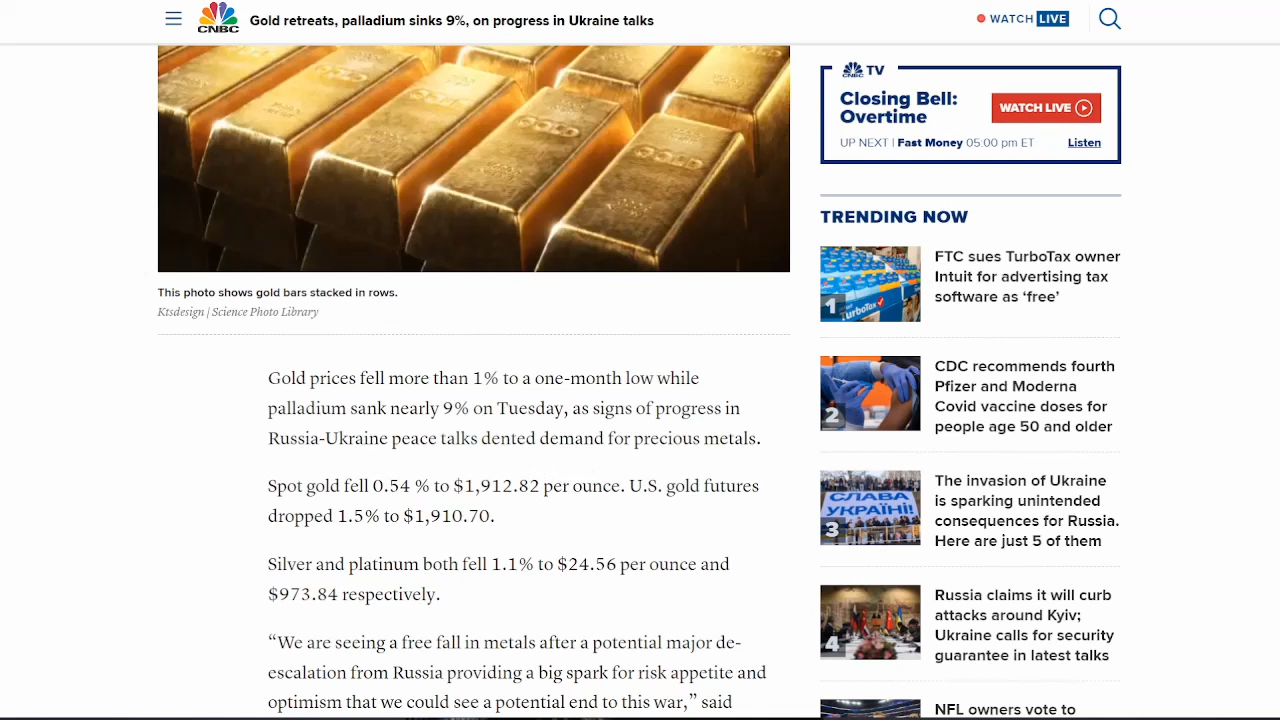 CNBC
Gold retreats, palladium sinks 9%, on progress in Ukraine talks
WATCH LIVE
GOLD
GOLD
GOLD
This photo shows gold bars stacked in rows.
Ktsdesign | Science Photo Library
Gold prices fell more than 1% to a one-month low while
palladium sank nearly 9% on Tuesday, as signs of progress in
Russia-Ukraine peace talks dented demand for precious metals.
Spot gold fell 0.54 % to $1,912.82 per ounce. U.S. gold futures
dropped 1.5% to $1,910.70.
Silver and platinum both fell 1.1% to $24.56 per ounce and
$973.84 respectively.
“We are seeing a free fall in metals after a potential major de-
escalation from Russia providing a big spark for risk appetite and
optimism that we could see a potential end to this war,” said
CNBC TV
Closing Bell:
Overtime
WATCH LIVE
UP NEXT | Fast Money 05:00 pm ET
Listen
TRENDING NOW
1
TurboTax
FTC sues TurboTax owner
Intuit for advertising tax
software as ‘free’
2
CDC recommends fourth
Pfizer and Moderna
Covid vaccine doses for
people age 50 and older
СЛАВА
УКРАЇНІ!
3
The invasion of Ukraine
is sparking unintended
consequences for Russia.
Here are just 5 of them
4
Russia claims it will curb
attacks around Kyiv;
Ukraine calls for security
guarantee in latest talks
NFL owners vote to